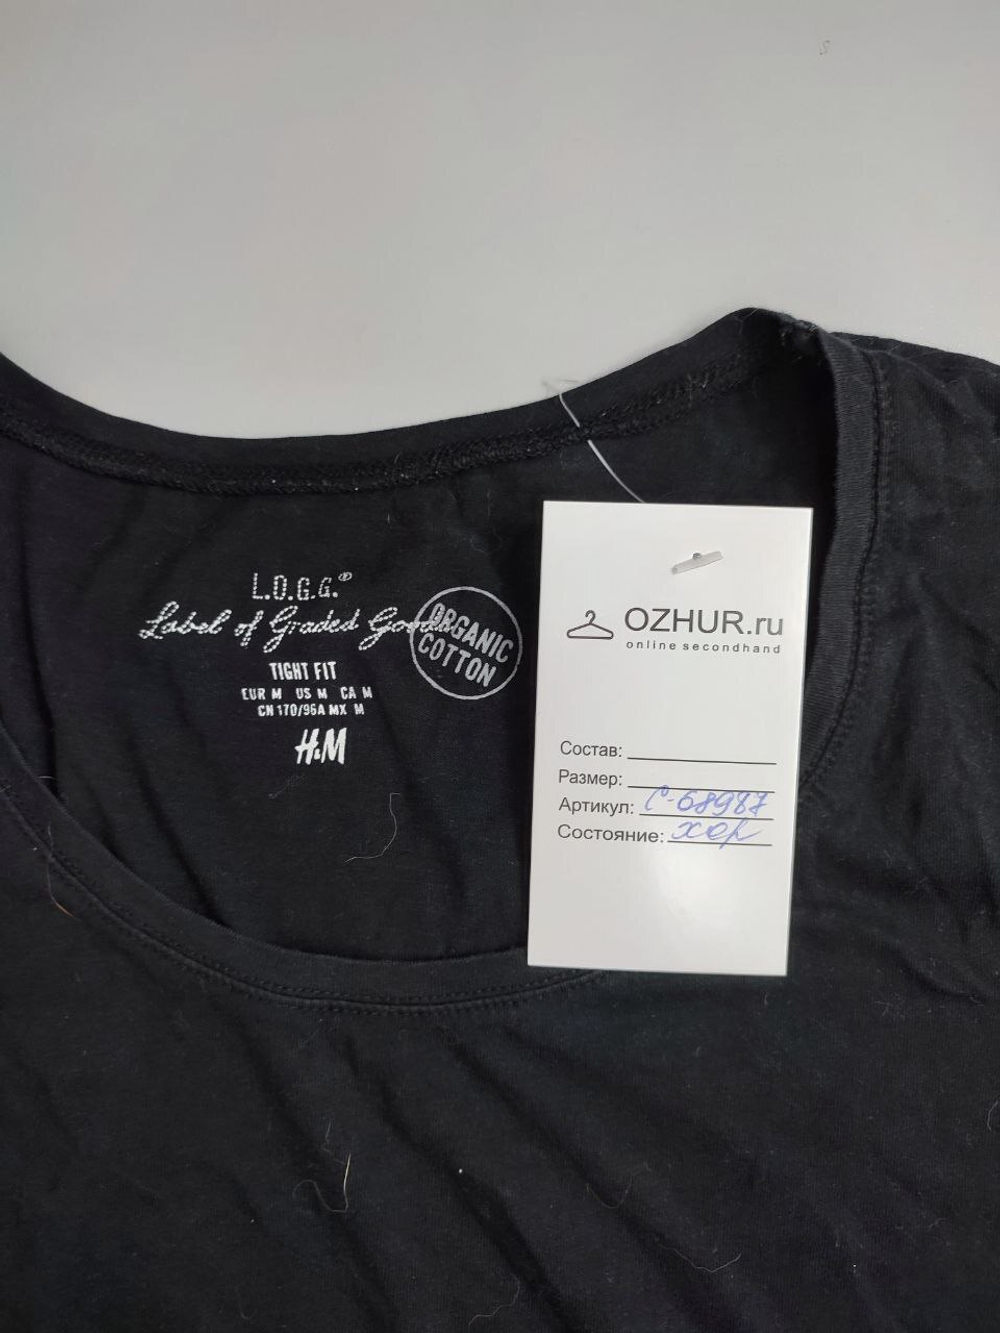 L.O.G.G.®
Label of Graded Goods
ORGANIC
COTTON
TIGHT FIT
EUR M US M CA M
CN 170/96A MX M
H&M
OZHUR.ru
online secondhand
Состав:
Размер:
Артикул: С-68987
Состояние: хор